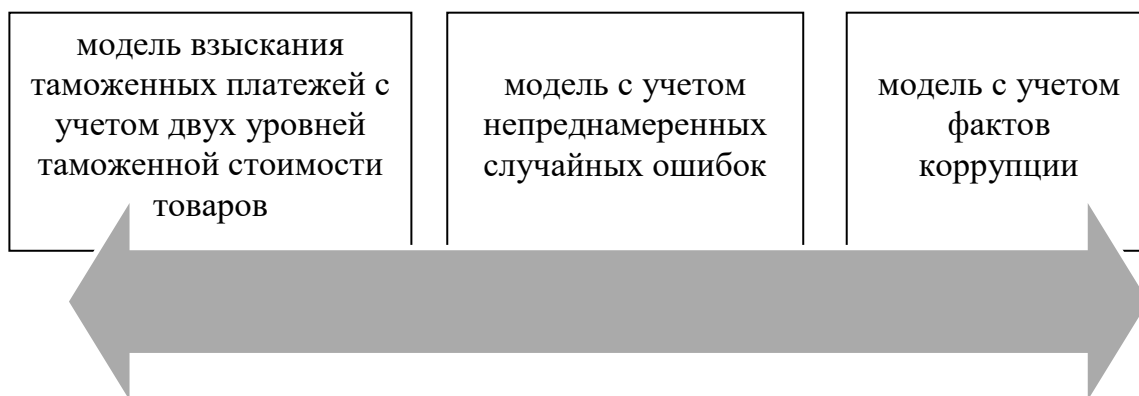 модель взыскания
таможенных платежей с
учетом двух уровней
таможенной стоимости
товаров
модель с учетом
непреднамеренных
случайных ошибок
модель с учетом
фактов
коррупции